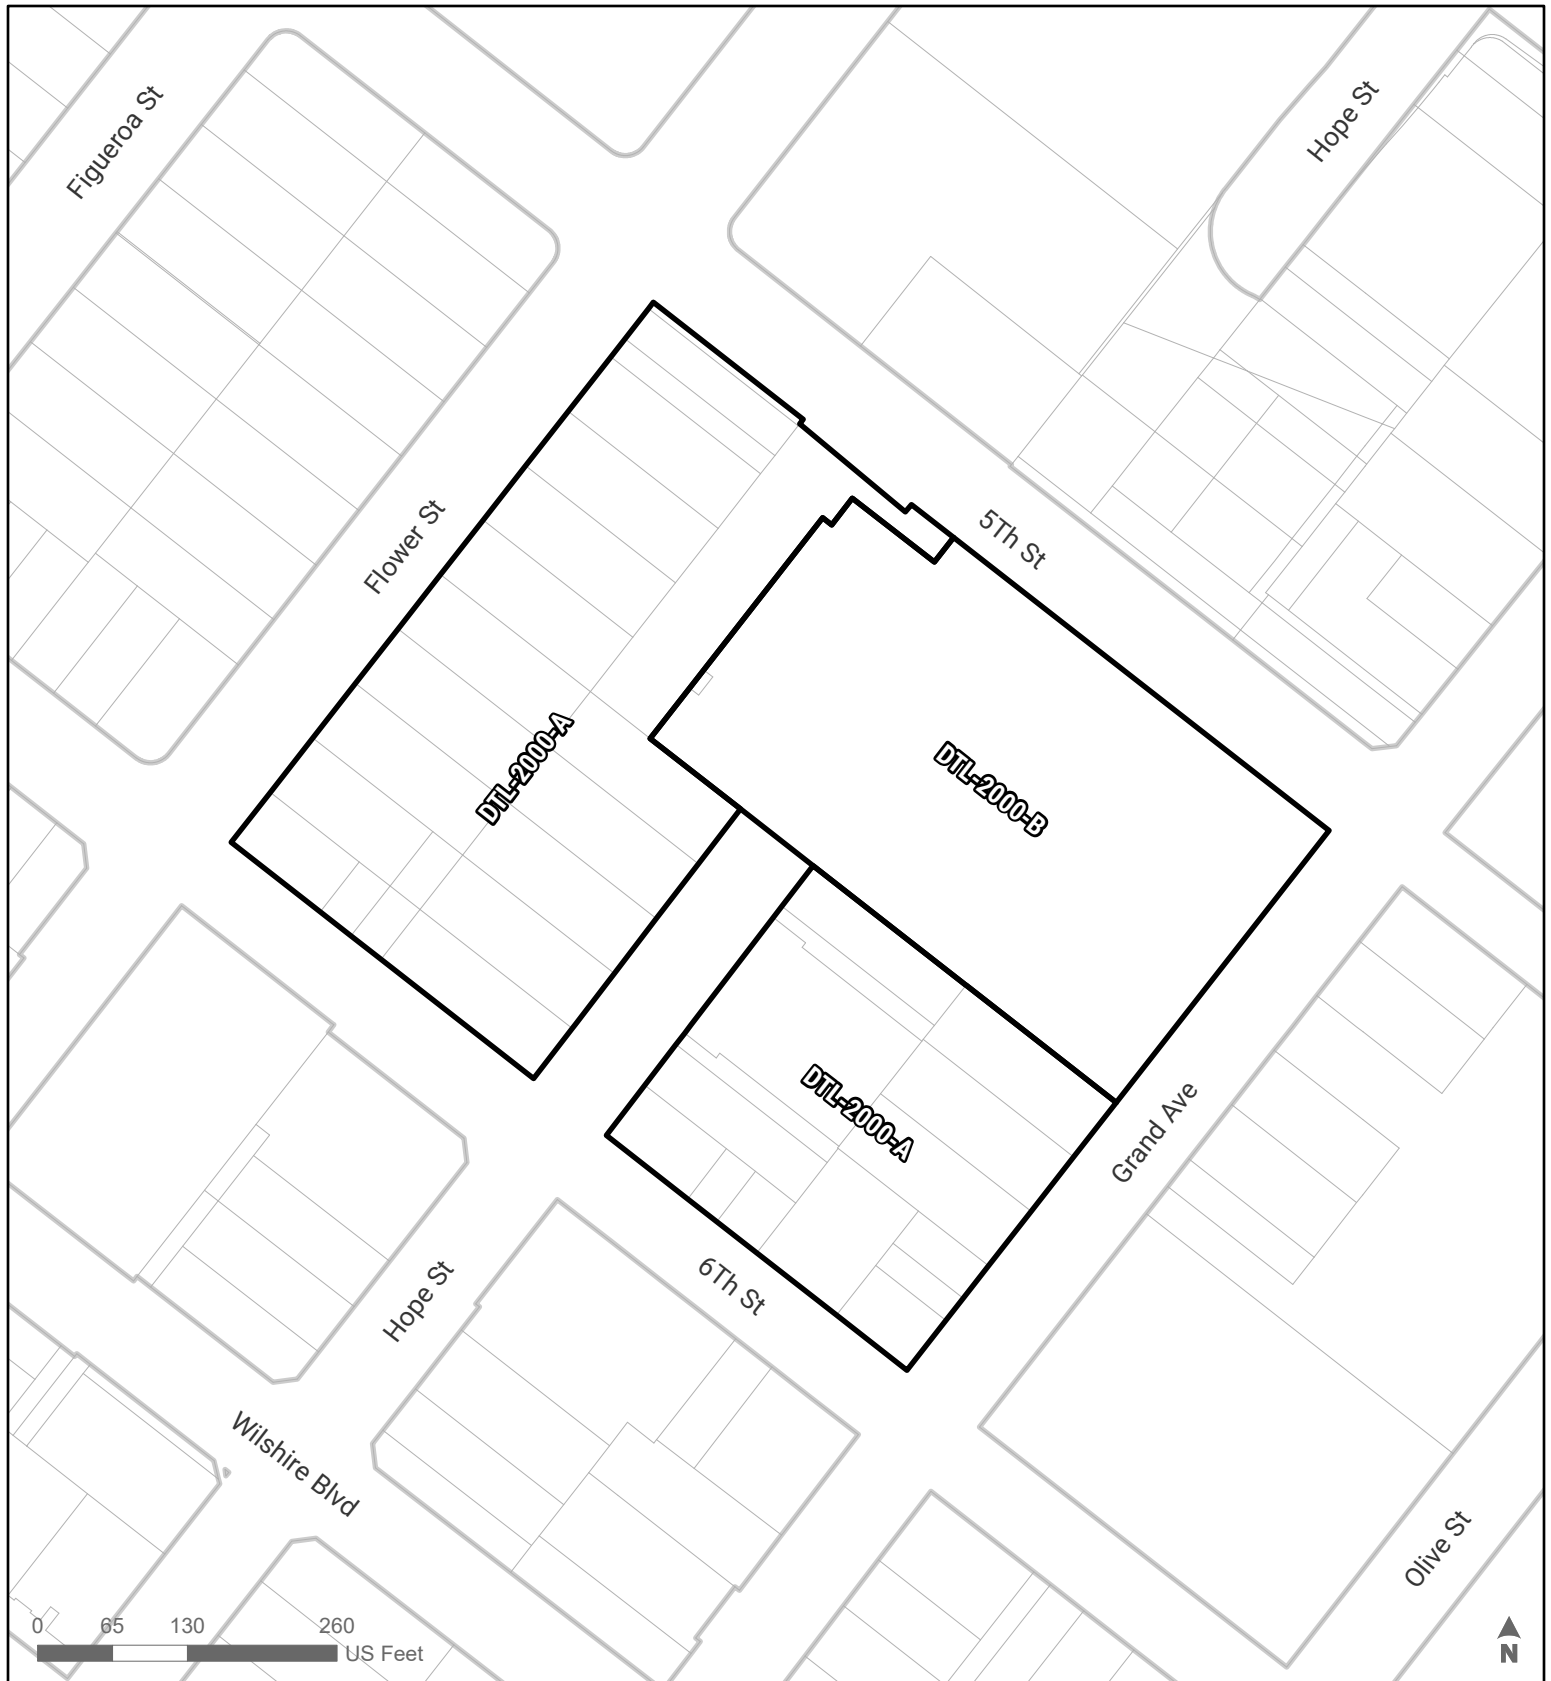 Figueroa St
Hope St
Flower St
5Th St
DTL-2000-A
DTL-2000-B
DTL-2000-A
Grand Ave
6Th St
Hope St
Wilshire Blvd
Olive St
0 65 130 260
US Feet
N